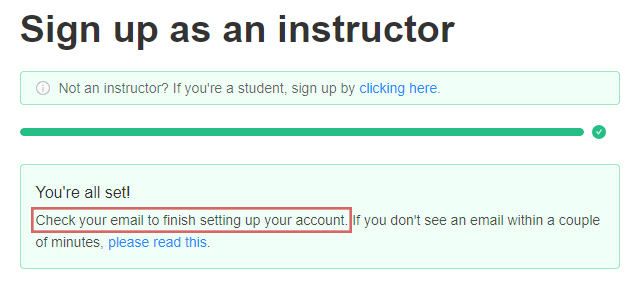 Sign up as an instructor
Not an instructor? If you're a student, sign up by clicking here.
You're all set!
Check your email to finish setting up your account. If you don't see an email within a couple
of minutes, please read this.